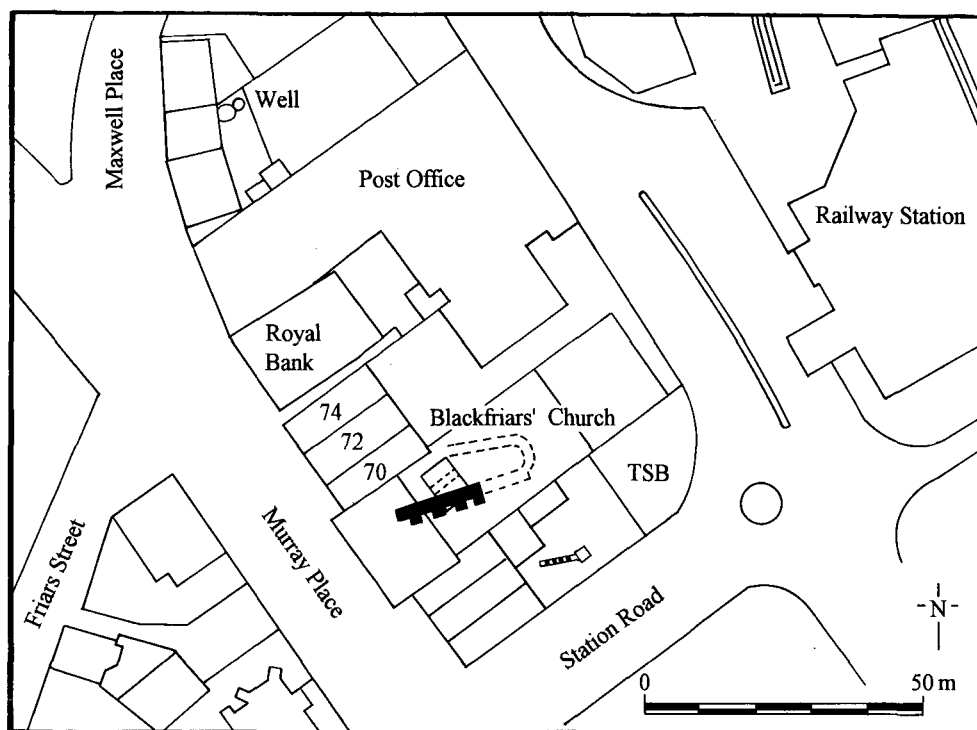 Maxwell Place
Well
Post Office
Railway Station
Royal
Bank
74
72
70
Blackfriars' Church
TSB
Friars Street
Murray Place
Station Road
N
0
50 m